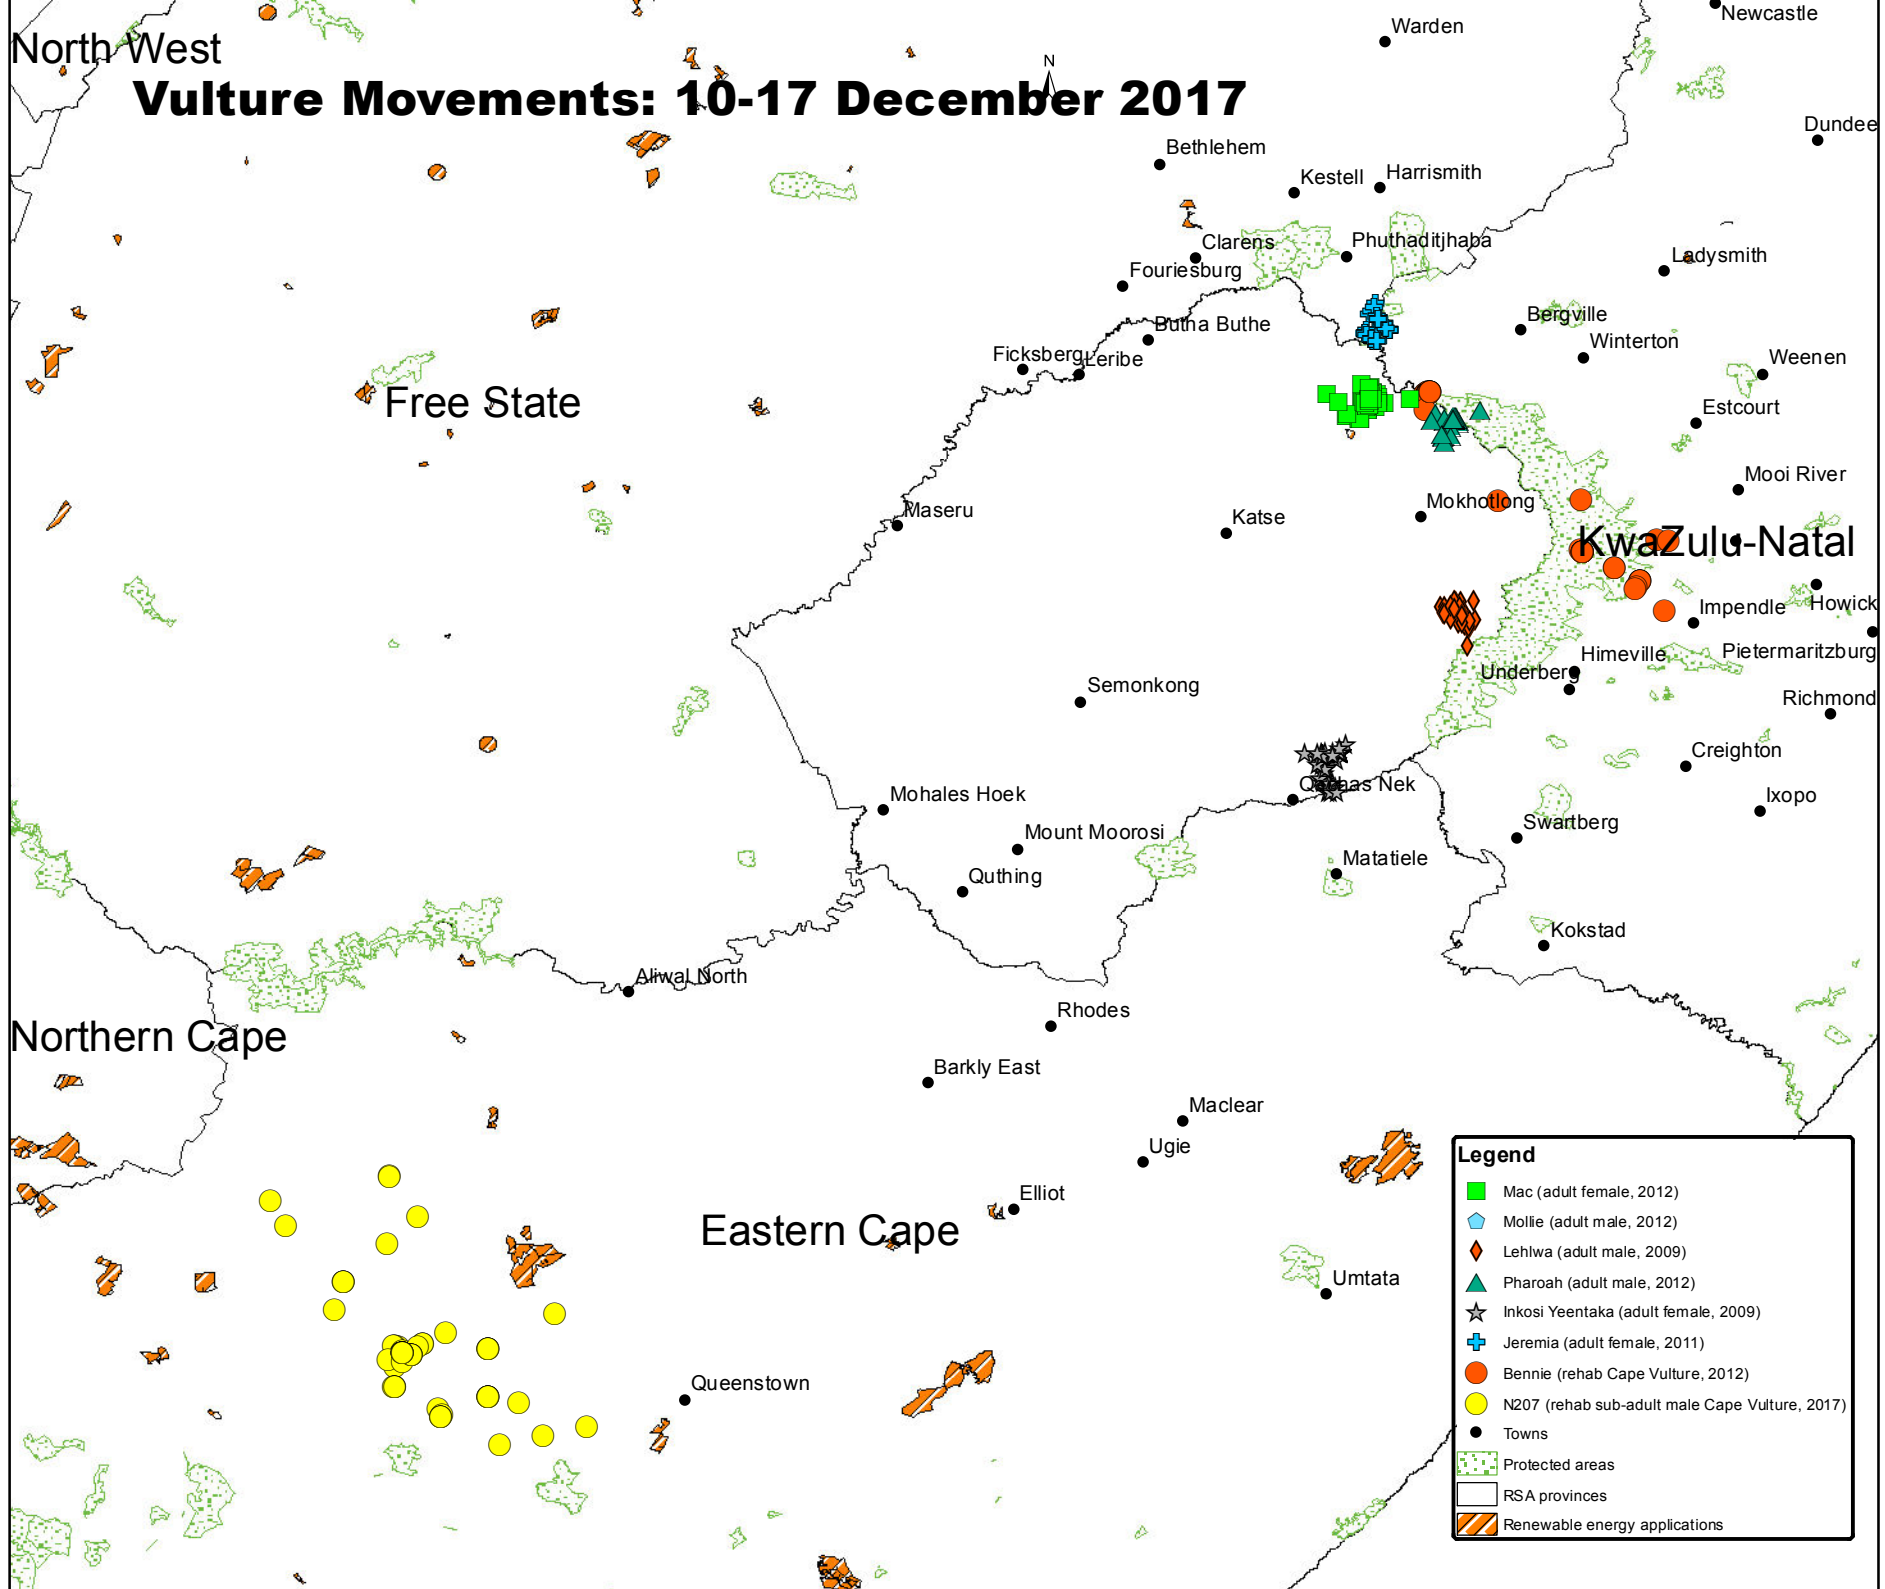 Newcastle
Warden
North West
N
Vulture Movements: 10-17 December 2017
Dundee
Bethlehem
Kestell
Harrismith
Clarens
Phuthaditjhaba
Ladysmith
Fouriesburg
Butha Buthe
Bergville
Winterton
Ficksberg
Leribe
Weenen
Free State
Estcourt
Mooi River
Mokhotlong
Maseru
Katse
KwaZulu-Natal
Impendle
Howick
Himeville
Pietermaritzburg
Underberg
Semonkong
Richmond
Creighton
Qachas Nek
Mohales Hoek
Ixopo
Swartberg
Mount Moorosi
Matatiele
Quthing
Kokstad
Aliwal North
Rhodes
Northern Cape
Barkly East
Maclear
Ugie
Elliot
Eastern Cape
Umtata
Queenstown
Legend
Mac (adult female, 2012)
Mollie (adult male, 2012)
Lehlwa (adult male, 2009)
Pharoah (adult male, 2012)
Inkosi Yeentaka (adult female, 2009)
Jeremia (adult female, 2011)
Bennie (rehab Cape Vulture, 2012)
N207 (rehab sub-adult male Cape Vulture, 2017)
Towns
Protected areas
RSA provinces
Renewable energy applications